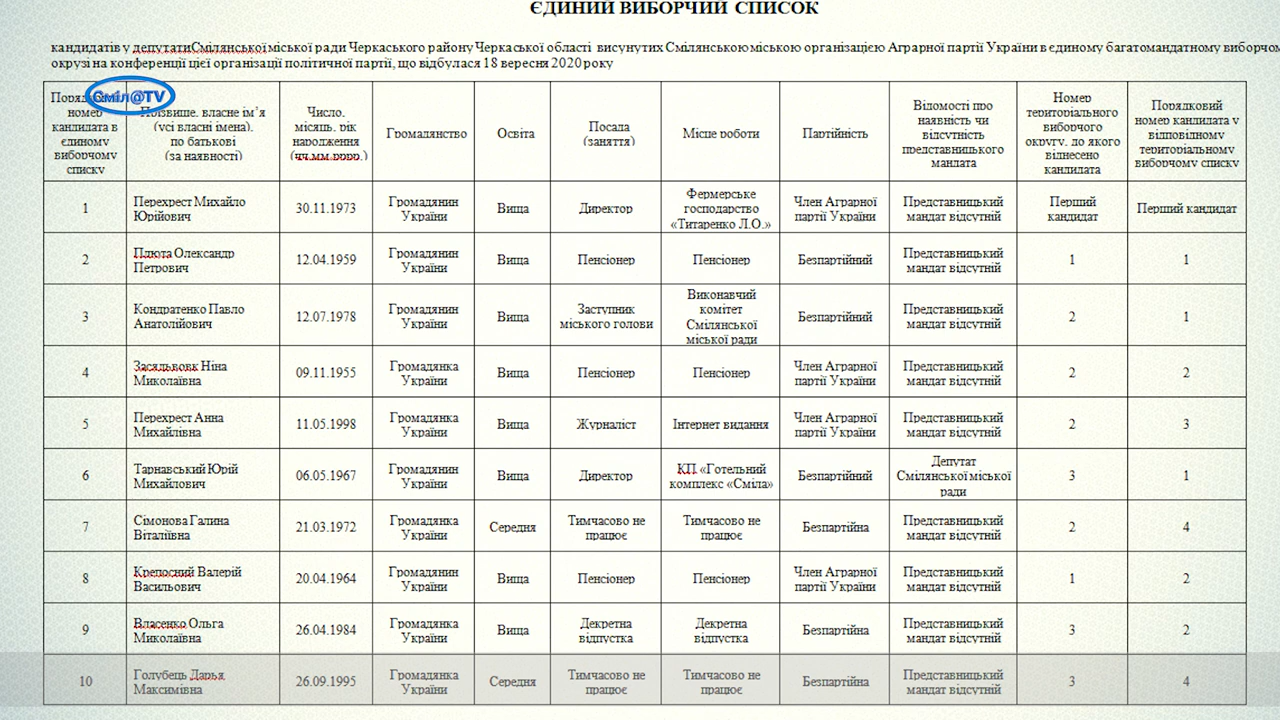 ЄДИНИЙ ВИБОРЧИЙ СПИСОК
кандидатів у депутати Смілянської міської ради Черкаського району Черкаської області висунутих Смілянською міською організацією Аграрної партії України в єдиному багатомандатному виборчом
окрузі на конференції цієї організації політичної партії, що відбулася 18 вересня 2020 року
Сміл@TV
номер
кандидата в
єдиному
виборчому
списку
Прізвище, власне ім’я
(усі власні імена),
по батькові
(за наявності)
Число,
місяць, рік
народження
(чч.мм.рррр.)
Громадянство
Освіта
Посада
(заняття)
Місце роботи
Партійність
Відомості про
наявність чи
відсутність
представницького
мандата
Номер
територіального
виборчого
округу, до якого
віднесено
кандидата
Порядковий
номер кандидата у
відповідному
територіальному
виборчому списку
1
Перехрест Михайло
Юрійович
30.11.1973
Громадянин
України
Вища
Директор
Фермерське
господарство
«Титаренко Л.О.»
Член Аграрної
партії України
Представницький
мандат відсутній
Перший
кандидат
Перший кандидат
2
Плюта Олександр
Петрович
12.04.1959
Громадянин
України
Вища
Пенсіонер
Пенсіонер
Безпартійний
Представницький
мандат відсутній
1
1
3
Кондратенко Павло
Анатолійович
12.07.1978
Громадянин
України
Вища
Заступник
міського голови
Виконавчий
комітет
Смілянської
міської ради
Безпартійний
Представницький
мандат відсутній
2
1
4
Засядьвовк Ніна
Миколаївна
09.11.1955
Громадянка
України
Вища
Пенсіонер
Пенсіонер
Член Аграрної
партії України
Представницький
мандат відсутній
2
2
5
Перехрест Анна
Михайлівна
11.05.1998
Громадянка
України
Вища
Журналіст
Інтернет видання
Член Аграрної
партії України
Представницький
мандат відсутній
2
3
6
Тарнавський Юрій
Михайлович
06.05.1967
Громадянин
України
Вища
Директор
КП «Готельний
комплекс «Сміла»
Безпартійний
Депутат
Смілянської міської
ради
3
1
7
Сімонова Галина
Віталіївна
21.03.1972
Громадянка
України
Середня
Тимчасово не
працює
Тимчасово не
працює
Безпартійна
Представницький
мандат відсутній
2
4
8
Крепосний Валерій
Васильович
20.04.1964
Громадянин
України
Вища
Пенсіонер
Пенсіонер
Член Аграрної
партії України
Представницький
мандат відсутній
1
2
9
Власенко Ольга
Миколаївна
26.04.1984
Громадянка
України
Вища
Декретна
відпустка
Декретна
відпустка
Безпартійна
Представницький
мандат відсутній
3
2
10
Голубець Дарья
Максимівна
26.09.1995
Громадянка
України
Середня
Тимчасово не
працює
Тимчасово не
працює
Безпартійна
Представницький
мандат відсутній
3
4